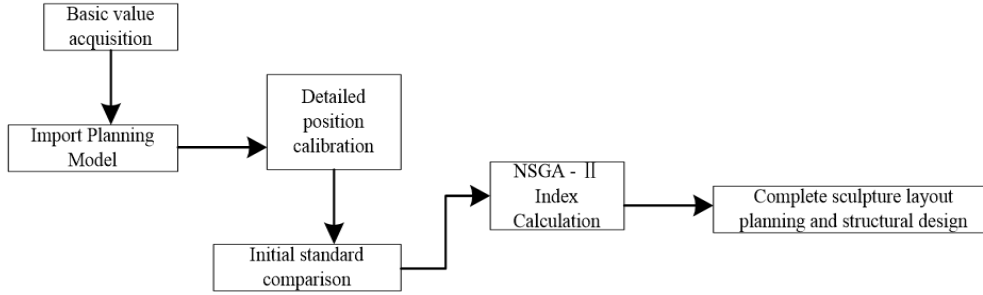 Basic value
acquisition
Import Planning
Model
Detailed
position
calibration
Initial standard
comparison
NSGA - Ⅱ
Index
Calculation
Complete sculpture layout
planning and structural design